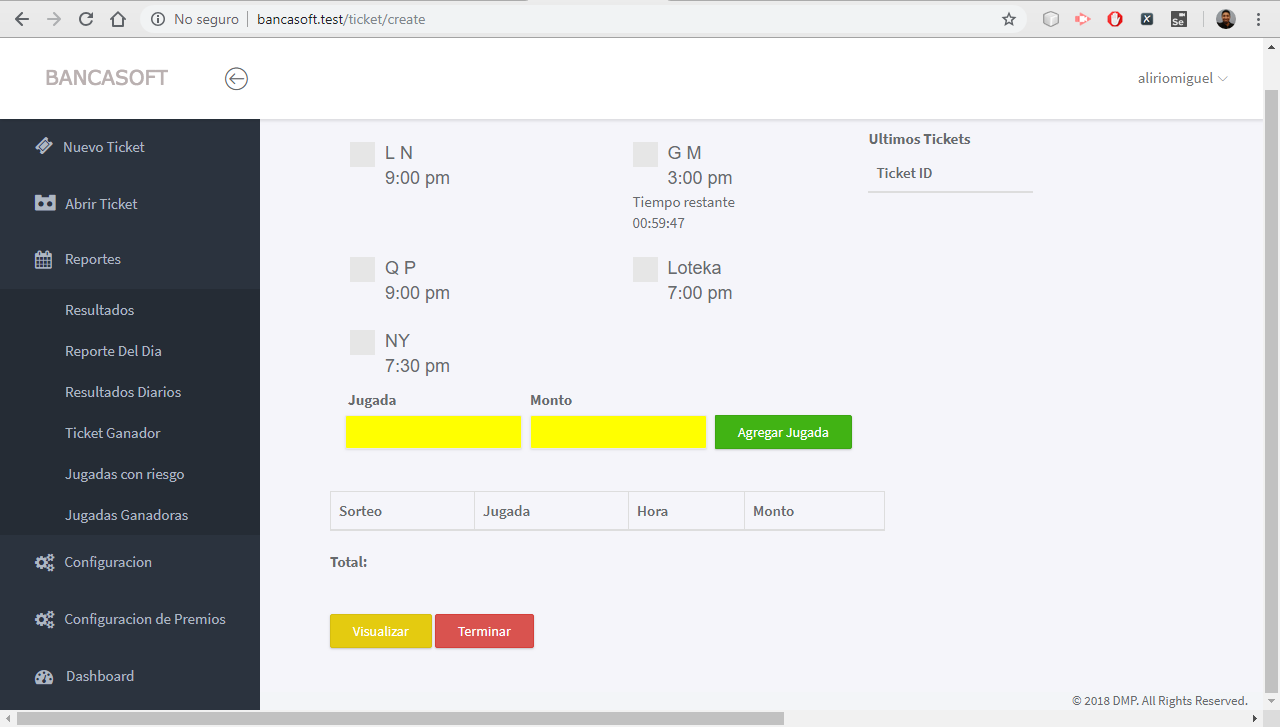 No seguro
bancasoft.test/ticket/create
Se
BANCASOFT
aliriomiguel
Nuevo Ticket
Abrir Ticket
Reportes
Resultados
Reporte Del Dia
Resultados Diarios
Ticket Ganador
Jugadas con riesgo
Jugadas Ganadoras
Configuracion
Configuracion de Premios
Dashboard
L N
9:00 pm
G M
3:00 pm
Tiempo restante
00:59:47
Q P
9:00 pm
Loteka
7:00 pm
NY
7:30 pm
Ultimos Tickets
Ticket ID
Jugada Monto
Agregar Jugada
Sorteo Jugada Hora Monto
Total:
Visualizar Terminar
© 2018 DMP. All Rights Reserved.